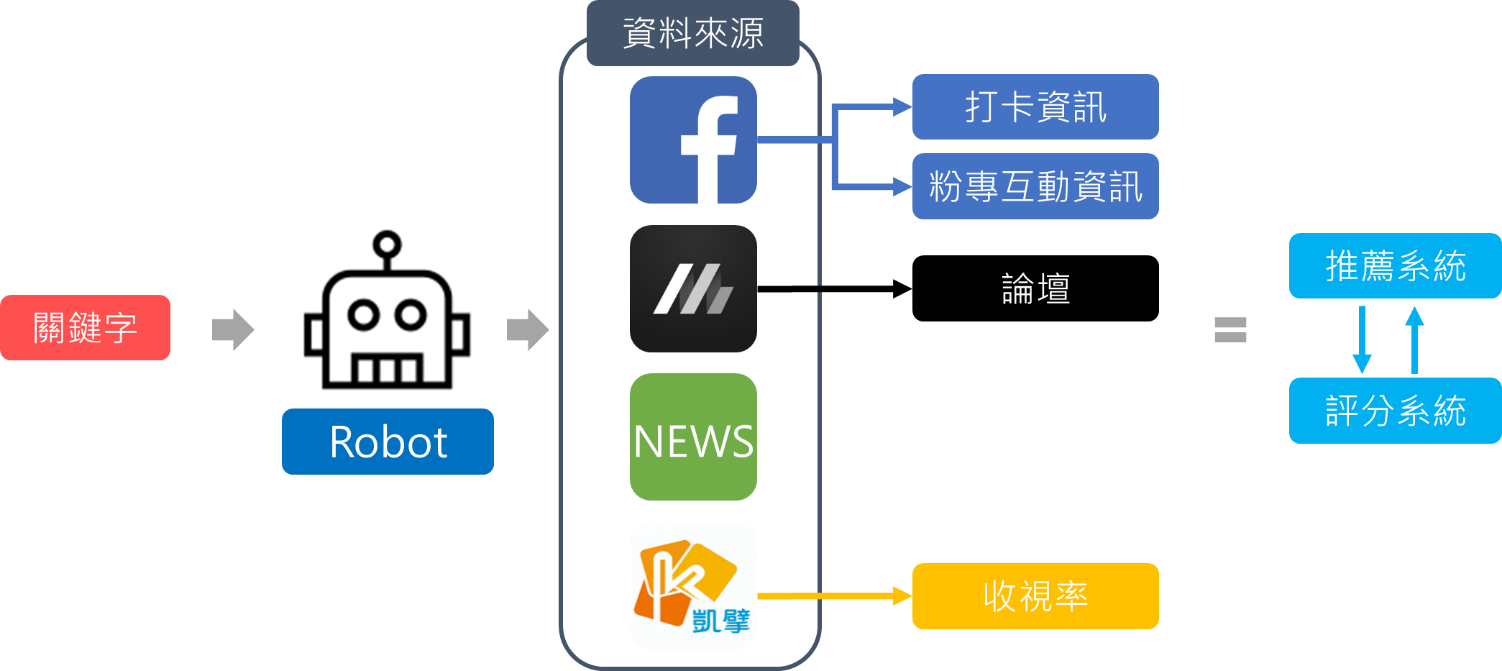 資料來源
打卡資訊
粉專互動資訊
論壇
推薦系統
關鍵字
評分系統
Robot
NEWS
收視率
凱擘